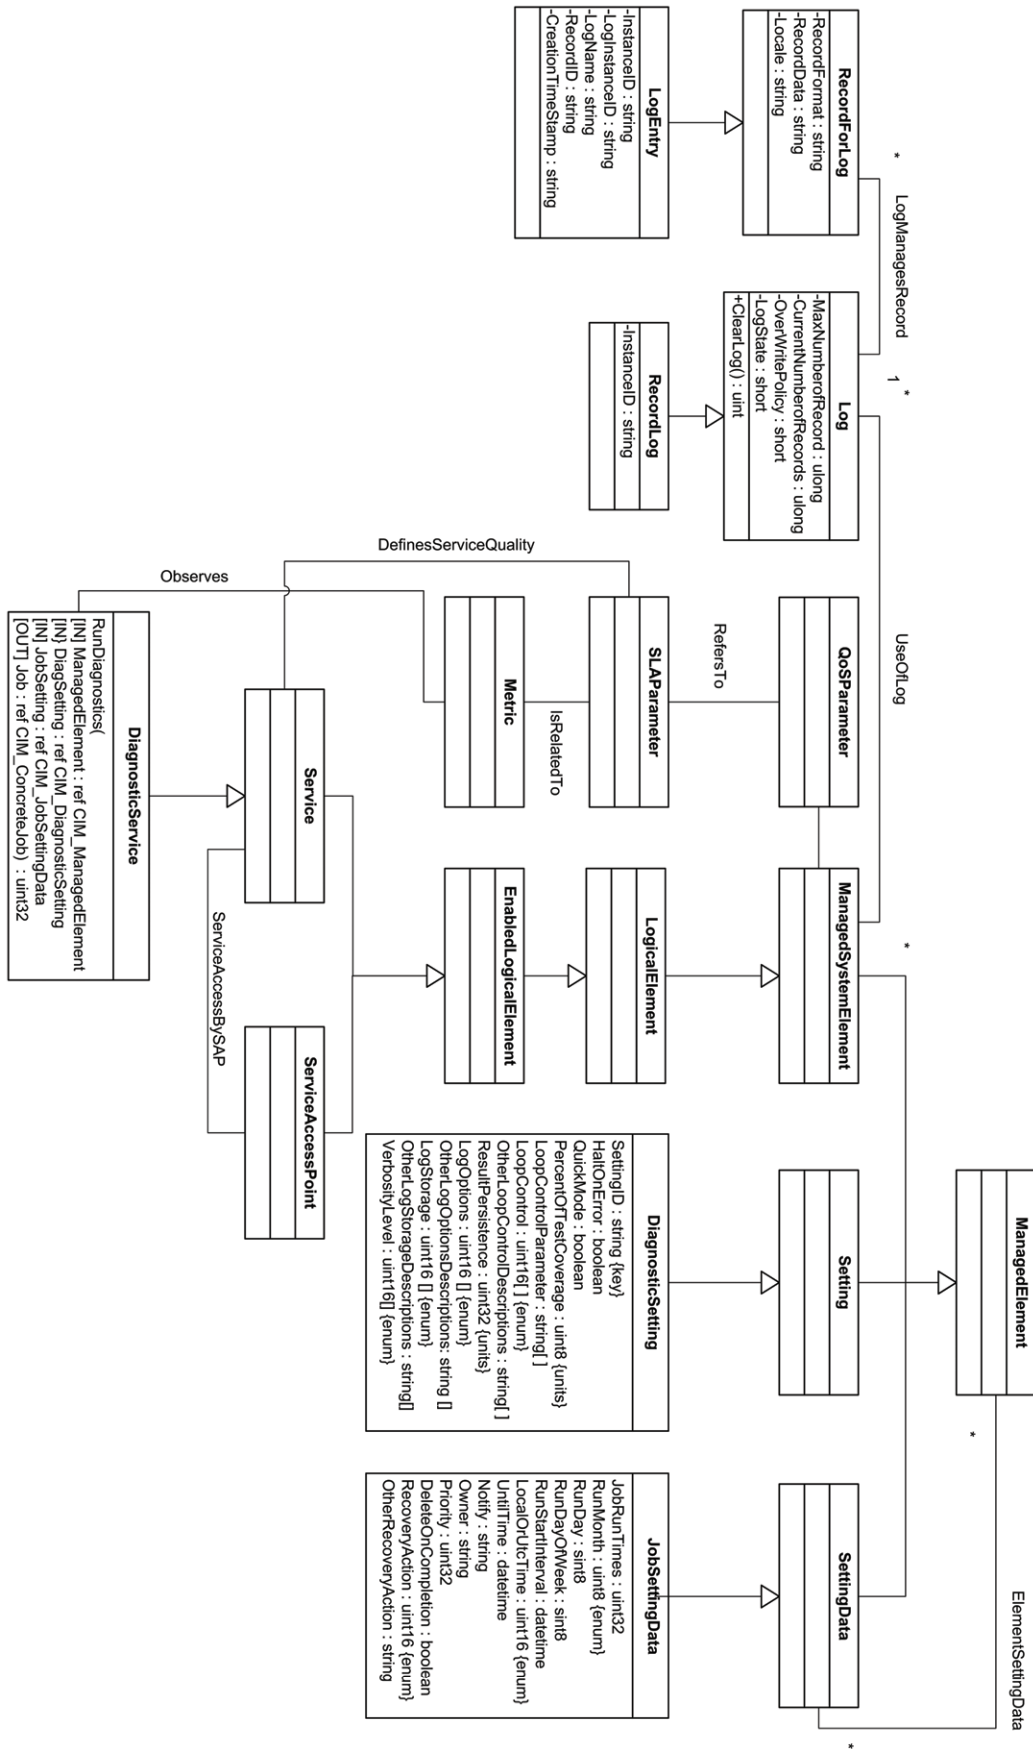 ManagedElement
ElementSettingData
*
*
RecordForLog
-RecordFormat : string
-RecordData : string
-Locale : string
*
LogManagesRecord
1
*
Log
-MaxNumberofRecord : ulong
-CurrentNumberofRecords : ulong
-OverWritePolicy : short
-LogState : short
+ClearLog() : uint
UseOfLog
*
QoSParameter
ManagedSystemElement
Setting
SettingData
LogEntry
-InstanceID : string
-LogInstanceID : string
-LogName : string
-RecordID : string
-CreationTimeStamp : string
RecordLog
-InstanceID : string
RefersTo
SLAParameter
LogicalElement
DiagnosticSetting
SettingID : string {key}
HaltOnError : boolean
QuickMode : boolean
PercentOfTestCoverage : uint8 {units}
LoopControlParameter : string[ ]
LoopControl : uint16[ ] {enum}
OtherLoopControlDescriptions : string[ ]
ResultPersistence : uint32 {units}
LogOptions : uint16 [] {enum}
OtherLogOptionsDescriptions: string []
LogStorage : uint16 [] {enum}
OtherLogStorageDescriptions : string[]
VerbosityLevel : uint16[] {enum}
JobSettingData
JobRunTimes : uint32
RunMonth : uint8 {enum}
RunDay : sint8
RunDayOfWeek : sint8
RunStartInterval : datetime
LocalOrUtcTime : uint16 {enum}
UntilTime : datetime
Notify : string
Owner : string
Priority : uint32
DeleteOnCompletion : boolean
RecoveryAction : uint16 {enum}
OtherRecoveryAction : string
IsRelatedTo
DefinesServiceQuality
Metric
EnabledLogicalElement
Observes
Service
ServiceAccessPoint
ServiceAccessBySAP
DiagnosticService
RunDiagnostics(
[IN] ManagedElement : ref CIM_ManagedElement
[IN} DiagSetting : ref CIM_DiagnosticSetting
[IN] JobSetting : ref CIM_JobSettingData
[OUT] Job : ref CIM_ConcreteJob) : uint32